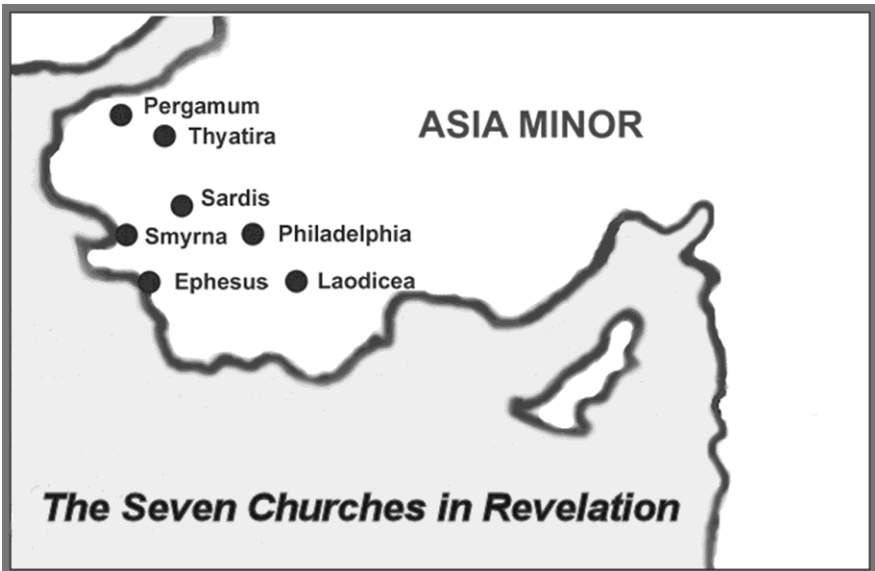 Pergamum
ASIA MINOR
Thyatira
Sardis
Smyrna
Philadelphia
Ephesus
Laodicea
The Seven Churches in Revelation